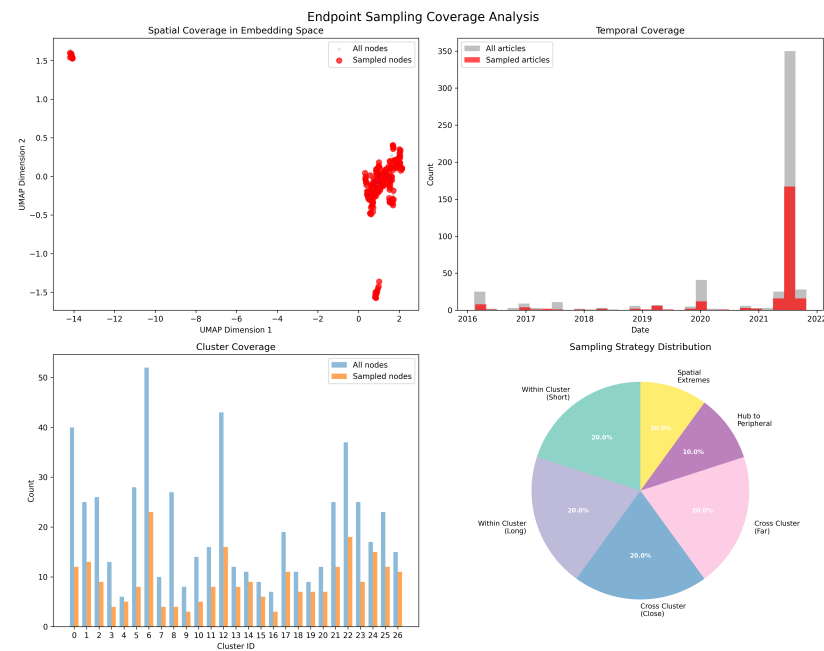 Endpoint Sampling Coverage Analysis
Spatial Coverage in Embedding Space
All nodes
Sampled nodes
1.5
1.0
0.5
0.0
−0.5
−1.0
−1.5
UMAP Dimension 2
−14
−12
−10
−8
−6
−4
−2
0
2
UMAP Dimension 1
Temporal Coverage
All articles
Sampled articles
350
300
250
200
150
100
50
0
Count
2016
2017
2018
2019
2020
2021
2022
Date
Cluster Coverage
All nodes
Sampled nodes
50
40
30
20
10
0
Count
0 1 2 3 4 5 6 7 8 9 10 11 12 13 14 15 16 17 18 19 20 21 22 23 24 25 26
Cluster ID
Sampling Strategy Distribution
Within Cluster
(Short)
20.0%
Within Cluster
(Long)
20.0%
Cross Cluster
(Close)
20.0%
Cross Cluster
(Far)
20.0%
Hub to
Peripheral
10.0%
Spatial
Extremes
10.0%